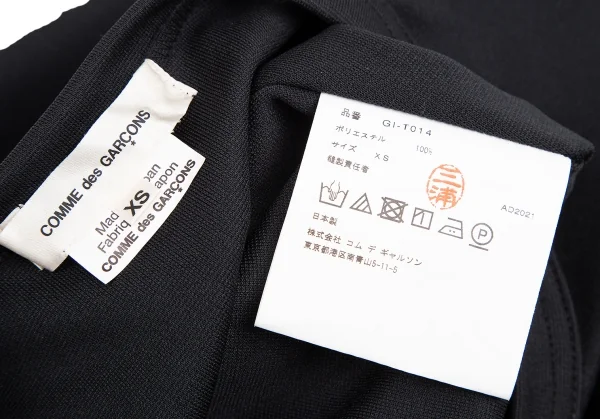 COMME des GARÇONS
*
Mad XS pan
Fabriq apon
COMME des GARÇONS
品番 GI-T014
ポリエステル 100%
サイズ XS
縫製責任者
三浦
AD2021
P
日本製
株式会社 コム デ ギャルソン
東京都港区南青山5-11-5